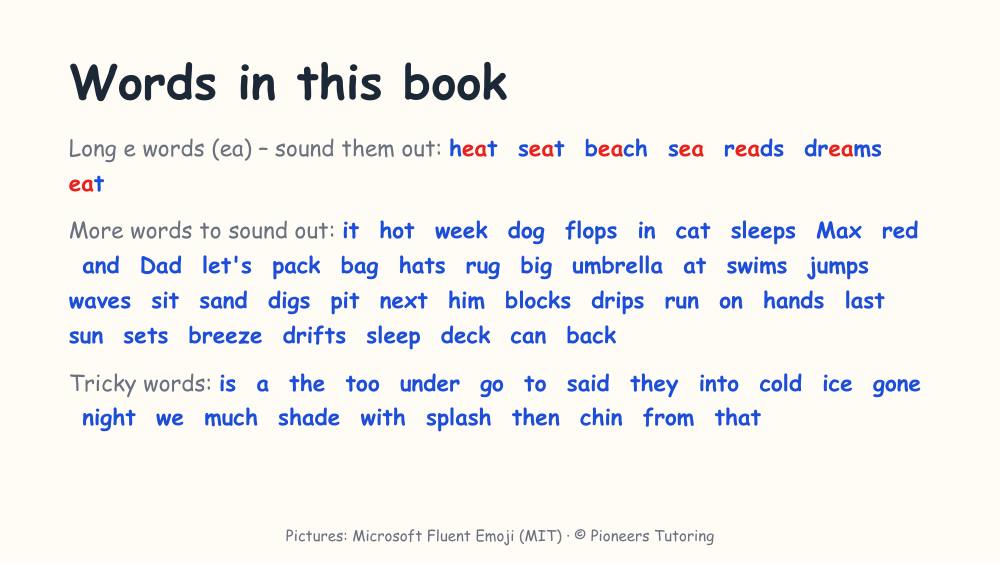 Words in this book
Long e words (ea) – sound them out: heat seat beach sea reads dreams
eat
More words to sound out: it hot week dog flops in cat sleeps Max red
and Dad let's pack bag hats rug big umbrella at swims jumps
waves sit sand digs pit next him blocks drips run on hands last
sun sets breeze drifts sleep deck can back
Tricky words: is a the too under go to said they into cold ice gone
night we much shade with splash then chin from that
Pictures: Microsoft Fluent Emoji (MIT) · © Pioneers Tutoring